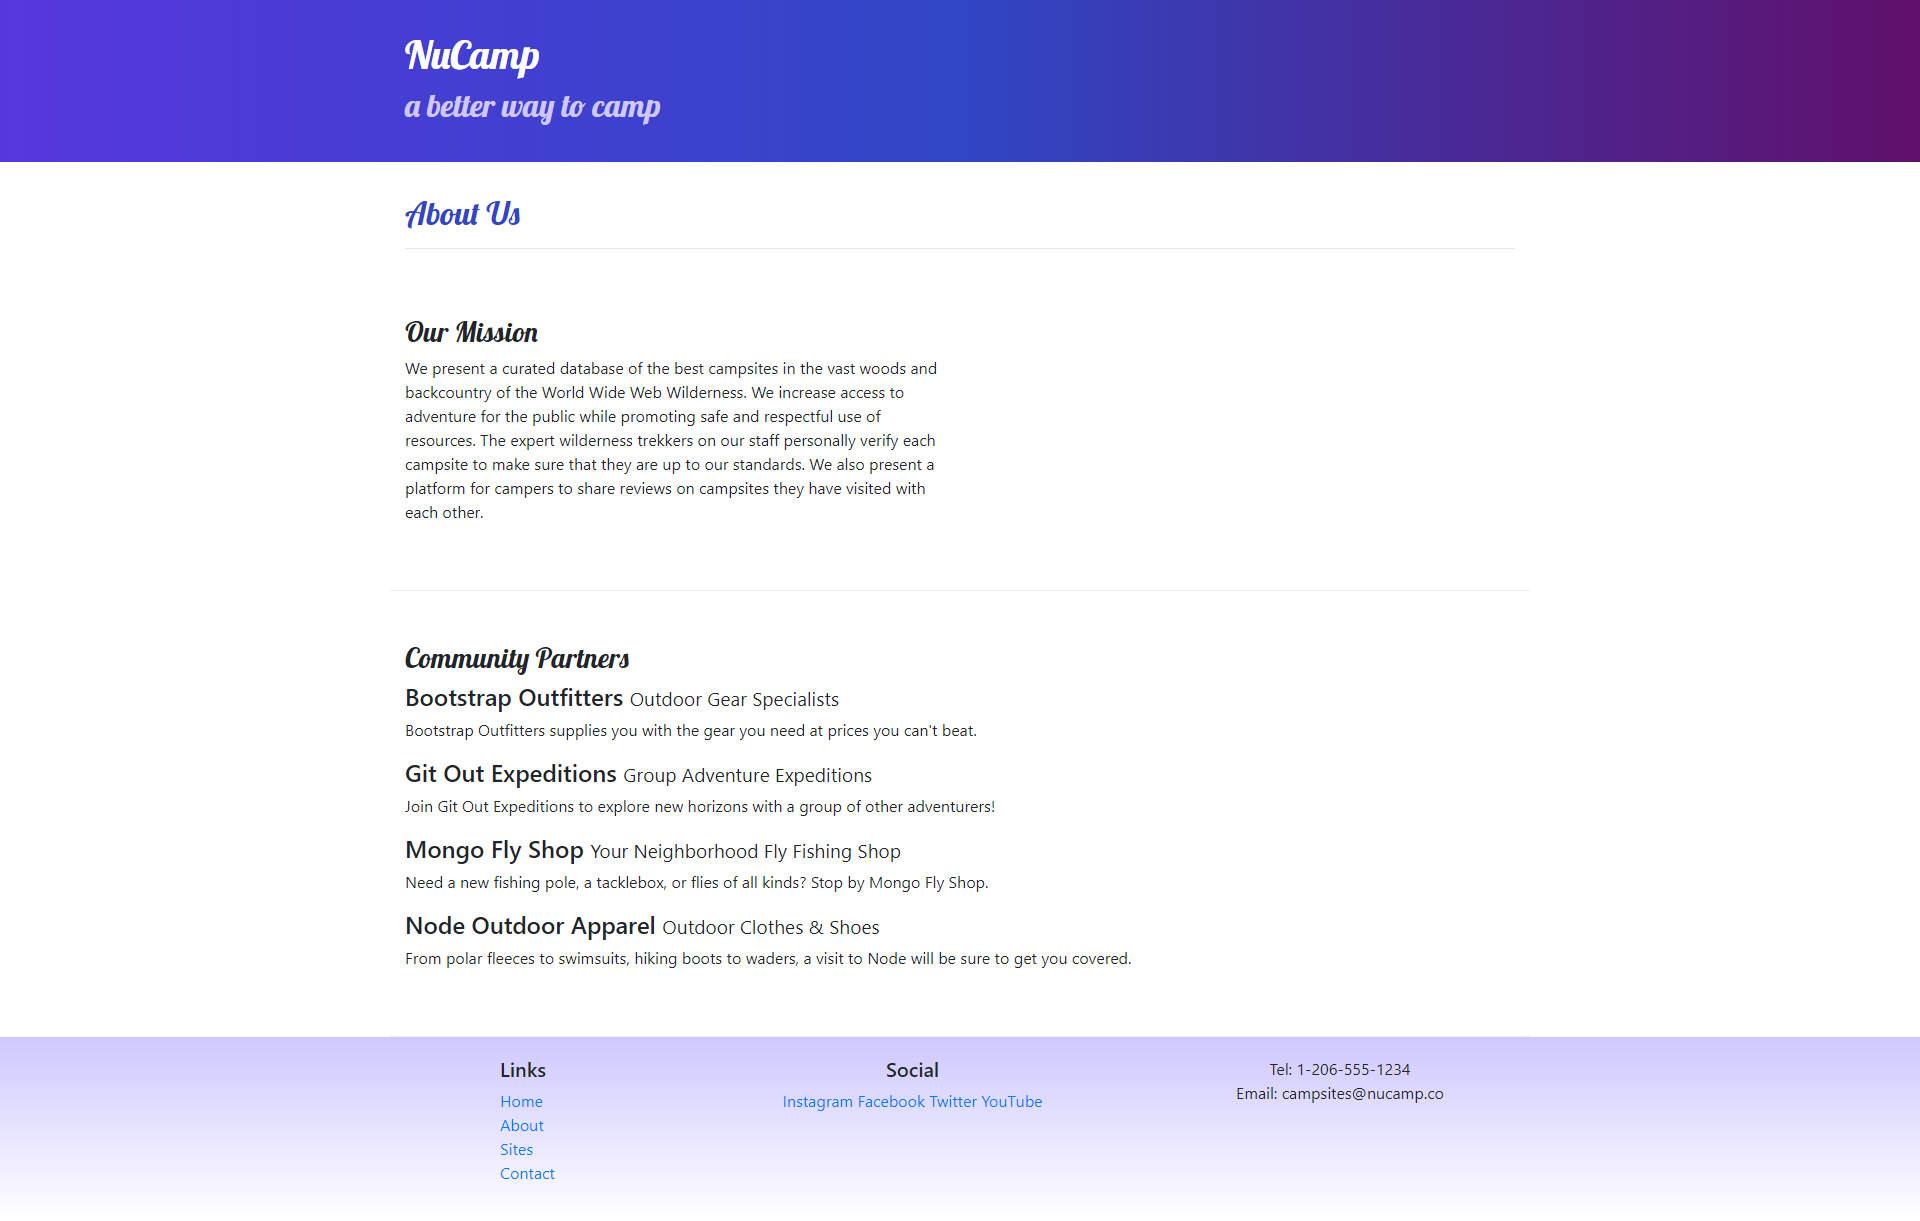 NuCamp
a better way to camp
About Us
Our Mission
We present a curated database of the best campsites in the vast woods and
backcountry of the World Wide Web Wilderness. We increase access to
adventure for the public while promoting safe and respectful use of
resources. The expert wilderness trekkers on our staff personally verify each
campsite to make sure that they are up to our standards. We also present a
platform for campers to share reviews on campsites they have visited with
each other.
Community Partners
Bootstrap Outfitters Outdoor Gear Specialists
Bootstrap Outfitters supplies you with the gear you need at prices you can't beat.
Git Out Expeditions Group Adventure Expeditions
Join Git Out Expeditions to explore new horizons with a group of other adventurers!
Mongo Fly Shop Your Neighborhood Fly Fishing Shop
Need a new fishing pole, a tacklebox, or flies of all kinds? Stop by Mongo Fly Shop.
Node Outdoor Apparel Outdoor Clothes & Shoes
From polar fleeces to swimsuits, hiking boots to waders, a visit to Node will be sure to get you covered.
Links
Home
About
Sites
Contact
Social
Instagram Facebook Twitter YouTube
Tel: 1-206-555-1234
Email: campsites@nucamp.co